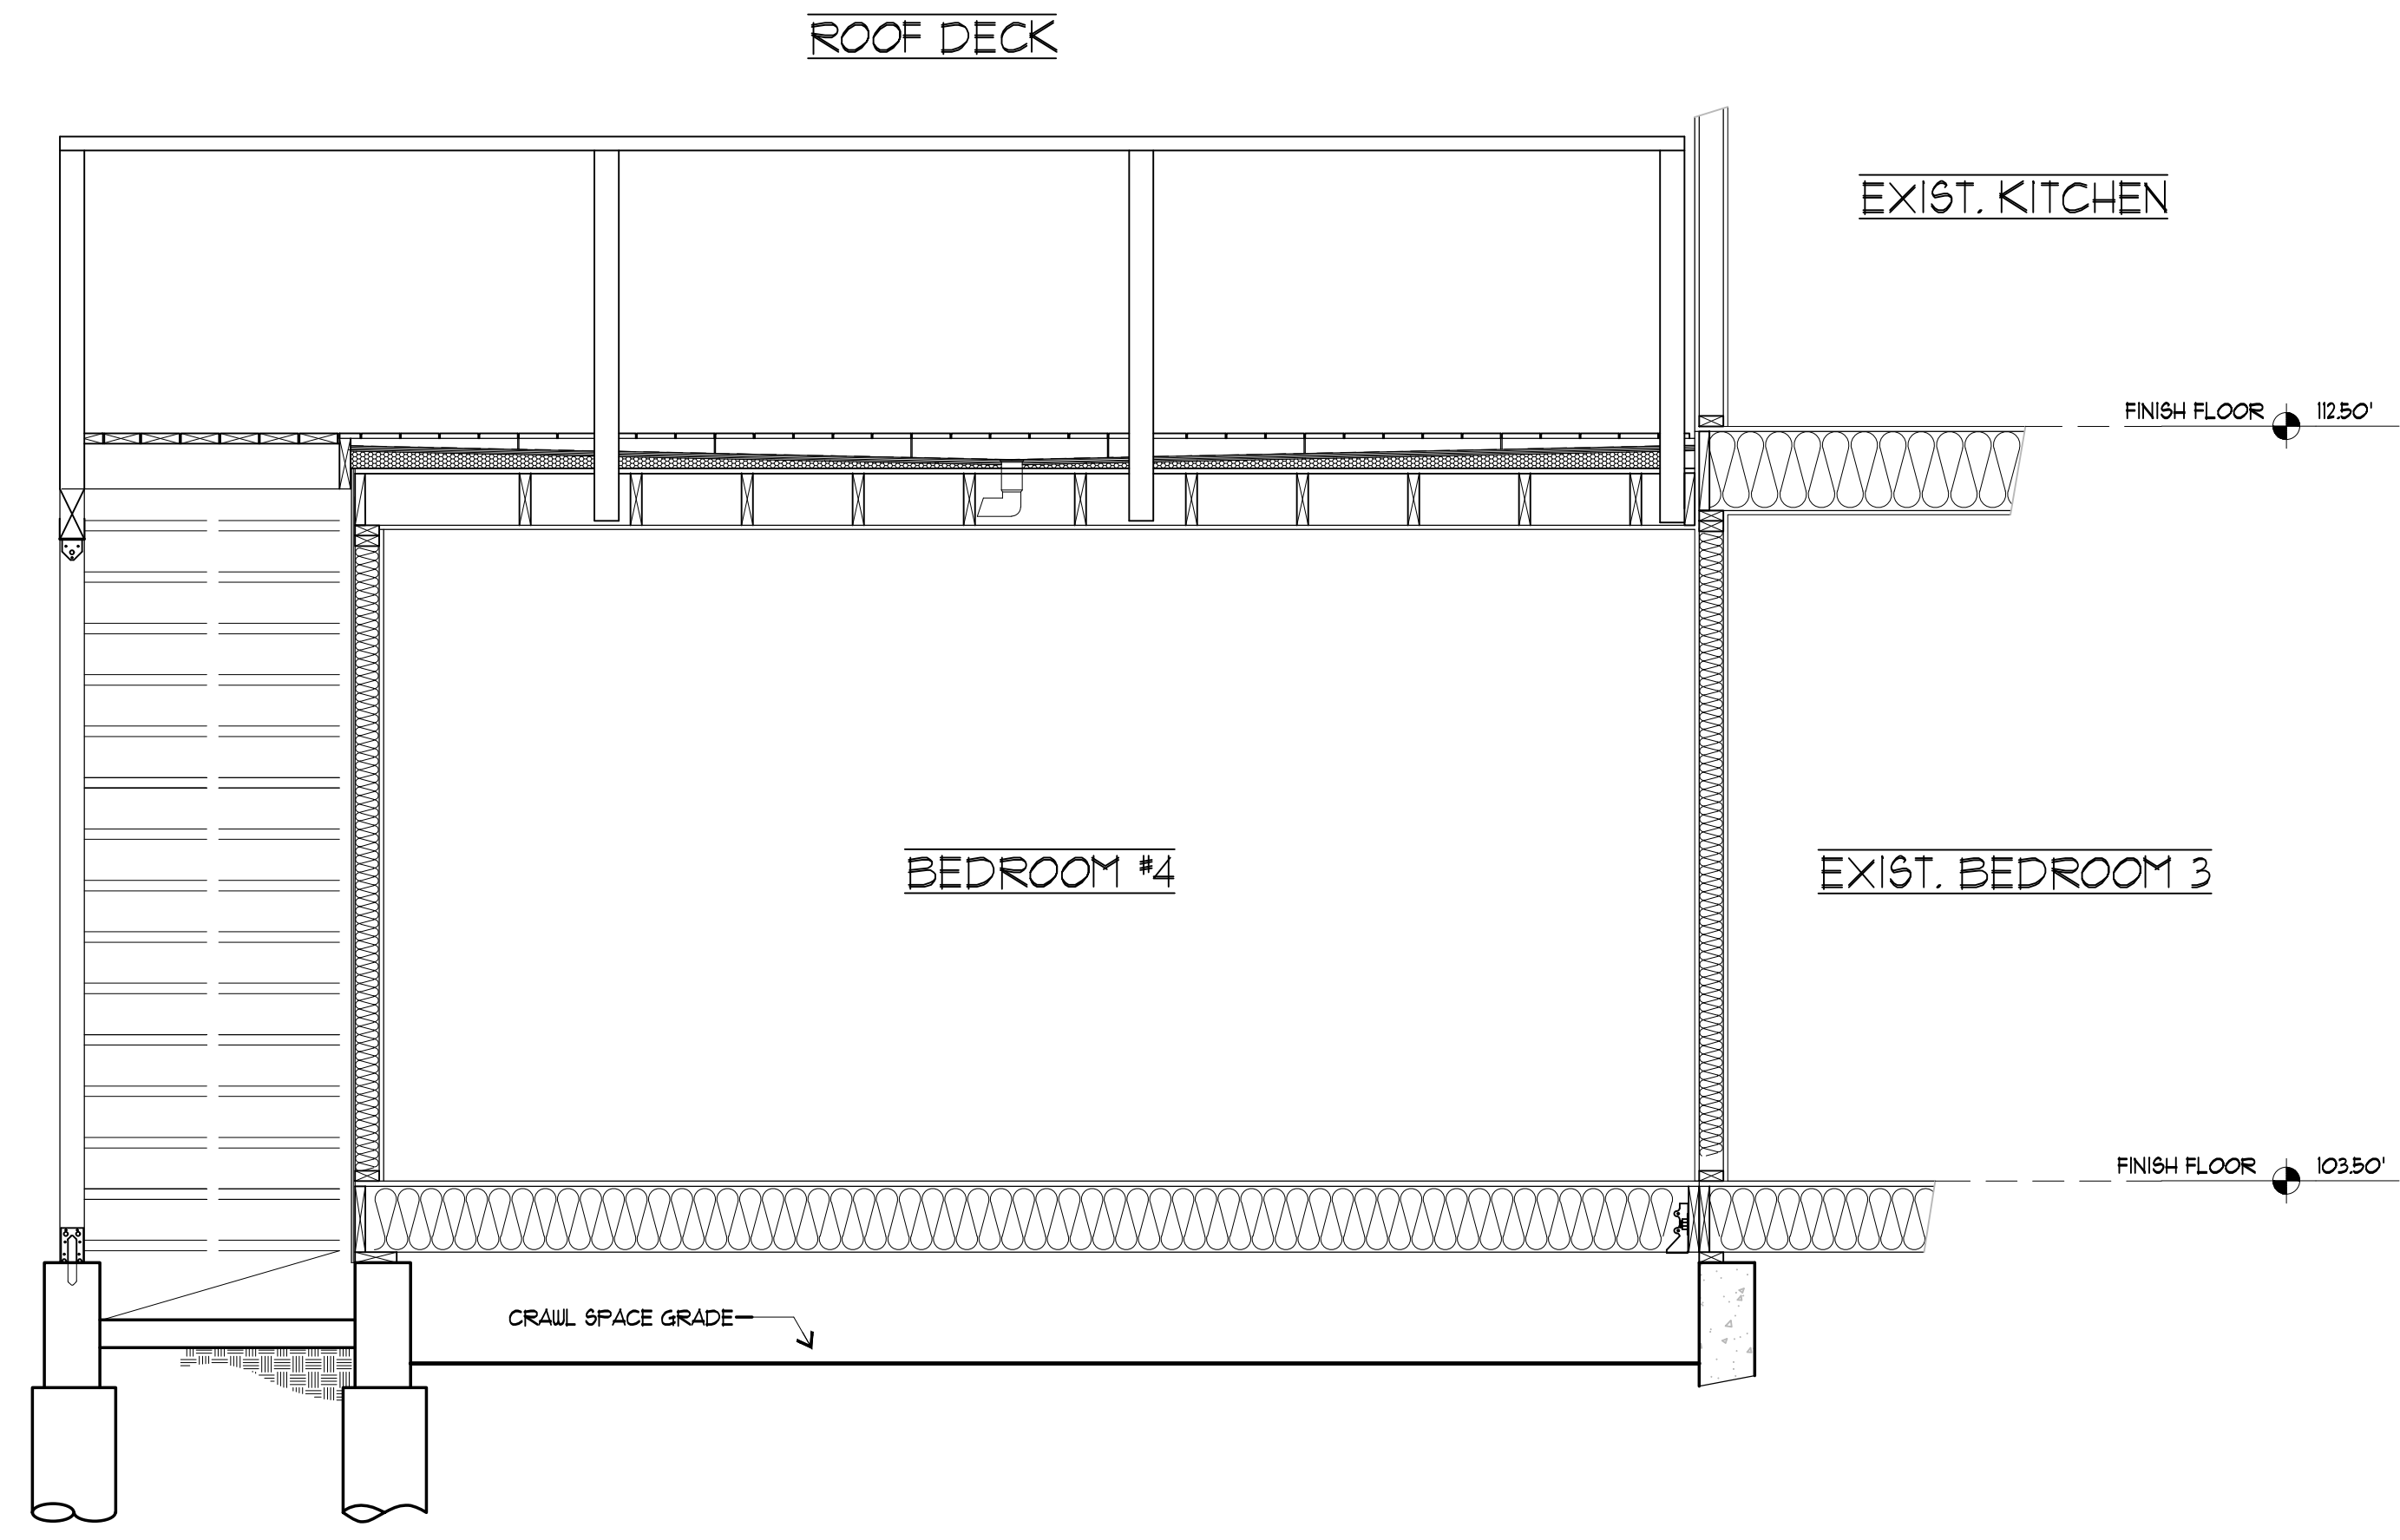 ROOF DECK
EXIST. KITCHEN
FINISH FLOOR 112.50'
BEDROOM #4
EXIST. BEDROOM 3
FINISH FLOOR 103.50'
CRAWL SPACE GRADE